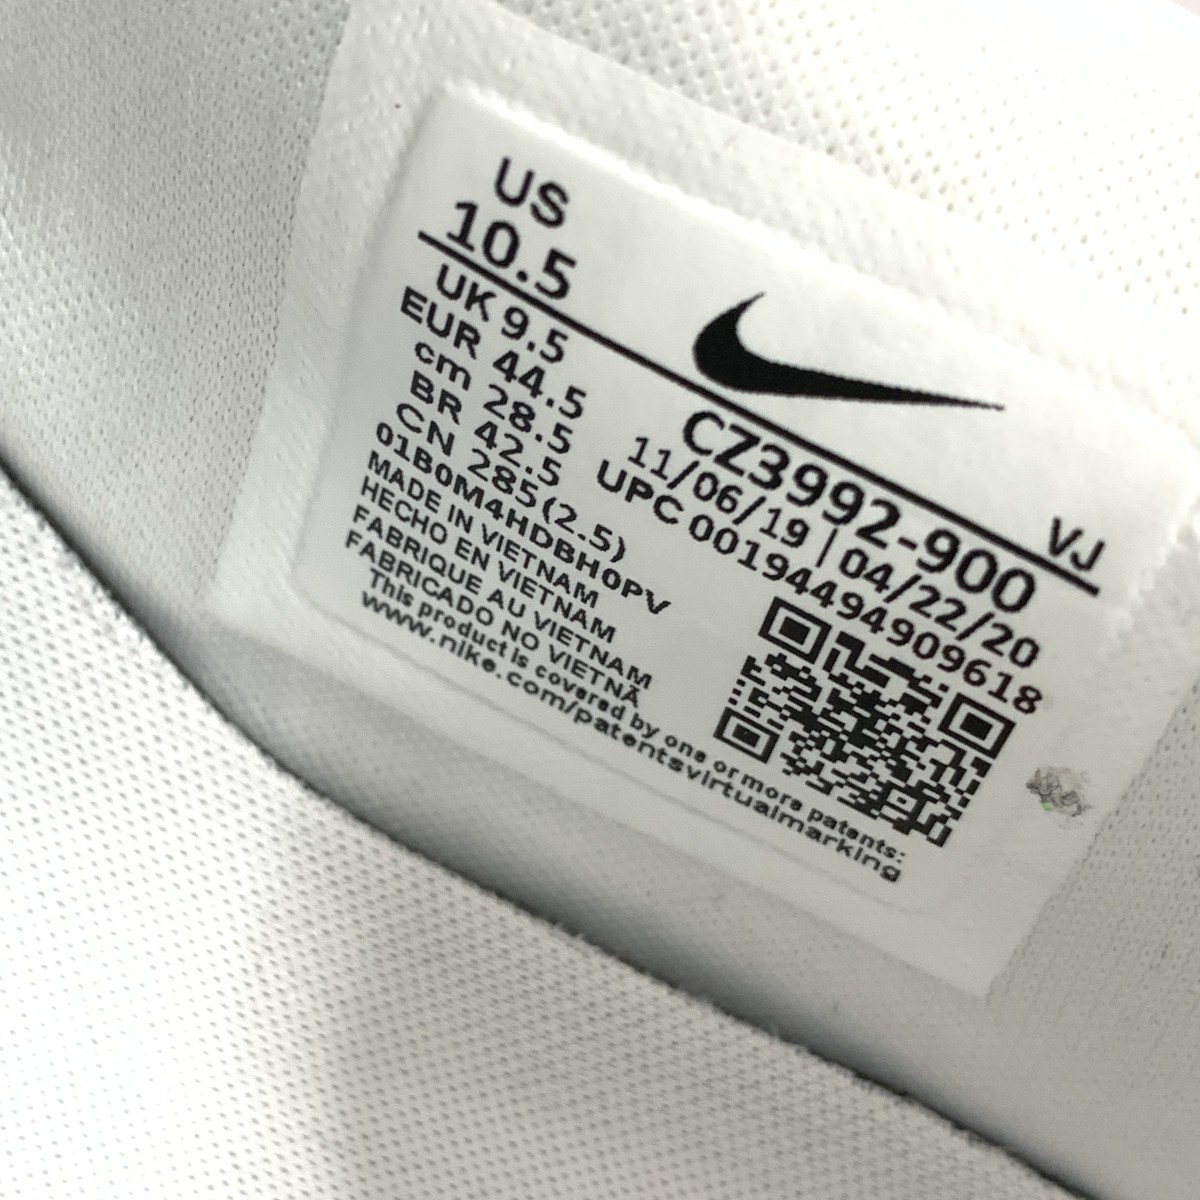 US
10.5
VJ
UK 9.5
EUR 44.5
cm 28.5
BR 42.5
CN 285(2.5)
CZ3992-900
11/06/19 | 04/22/20
UPC 00194494909618
01B0M4HDBH0PV
MADE IN VIETNAM
HECHO EN VIETNAM
FABRIQUE AU VIETNAM
FABRICADO NO VIETNÃ
This product is covered by one or more patents:
www.nike.com/patentsvirtualmarking